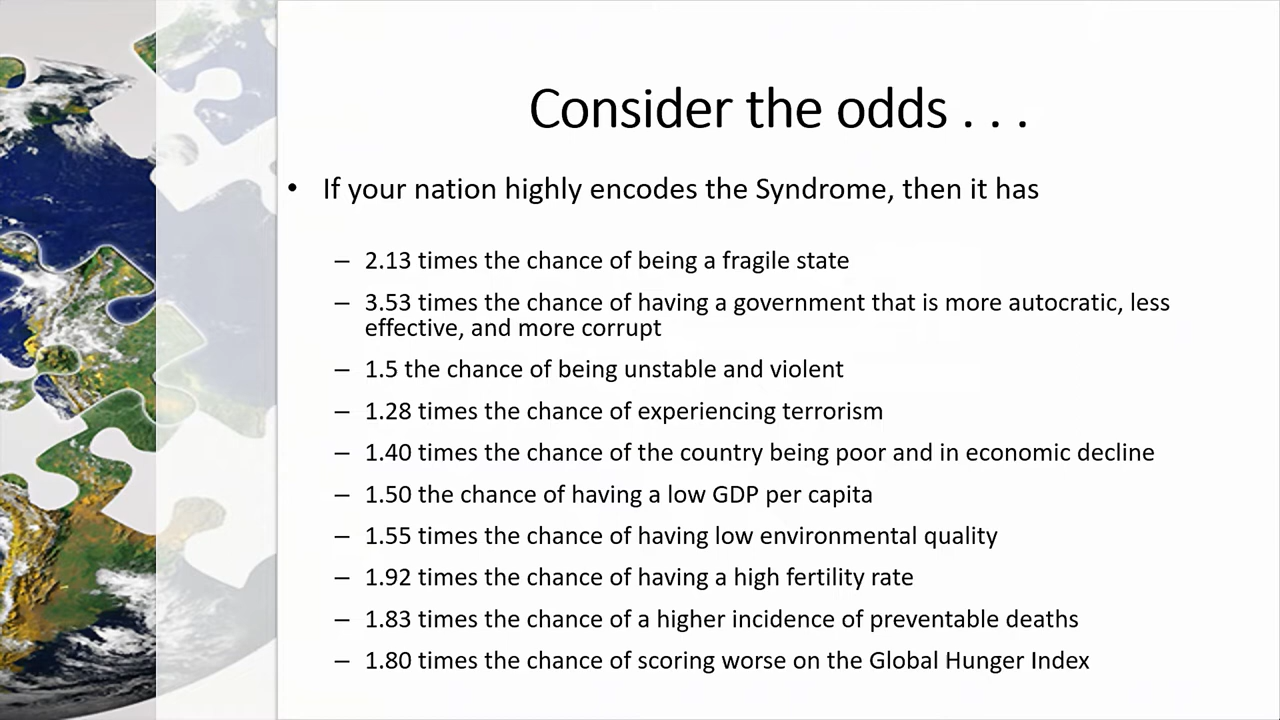 Consider the odds . . .
• If your nation highly encodes the Syndrome, then it has
– 2.13 times the chance of being a fragile state
– 3.53 times the chance of having a government that is more autocratic, less
effective, and more corrupt
– 1.5 the chance of being unstable and violent
– 1.28 times the chance of experiencing terrorism
– 1.40 times the chance of the country being poor and in economic decline
– 1.50 the chance of having a low GDP per capita
– 1.55 times the chance of having low environmental quality
– 1.92 times the chance of having a high fertility rate
– 1.83 times the chance of a higher incidence of preventable deaths
– 1.80 times the chance of scoring worse on the Global Hunger Index